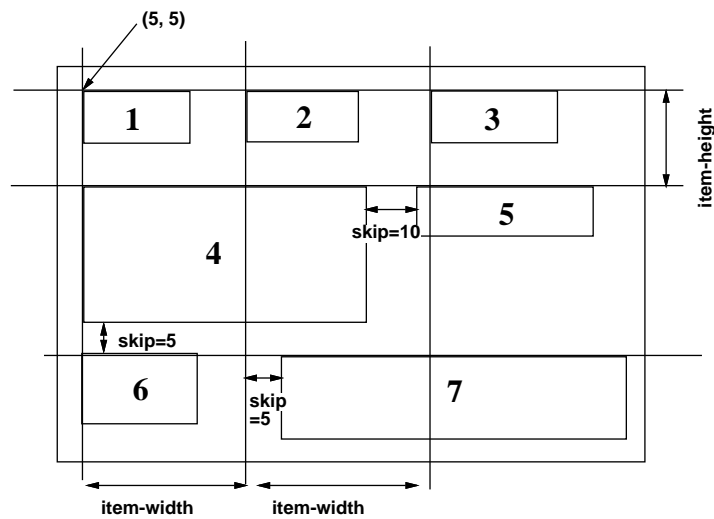 (5, 5)
1
2
3
item-height
4
skip=10
5
skip=5
6
skip
=5
7
item-width
item-width